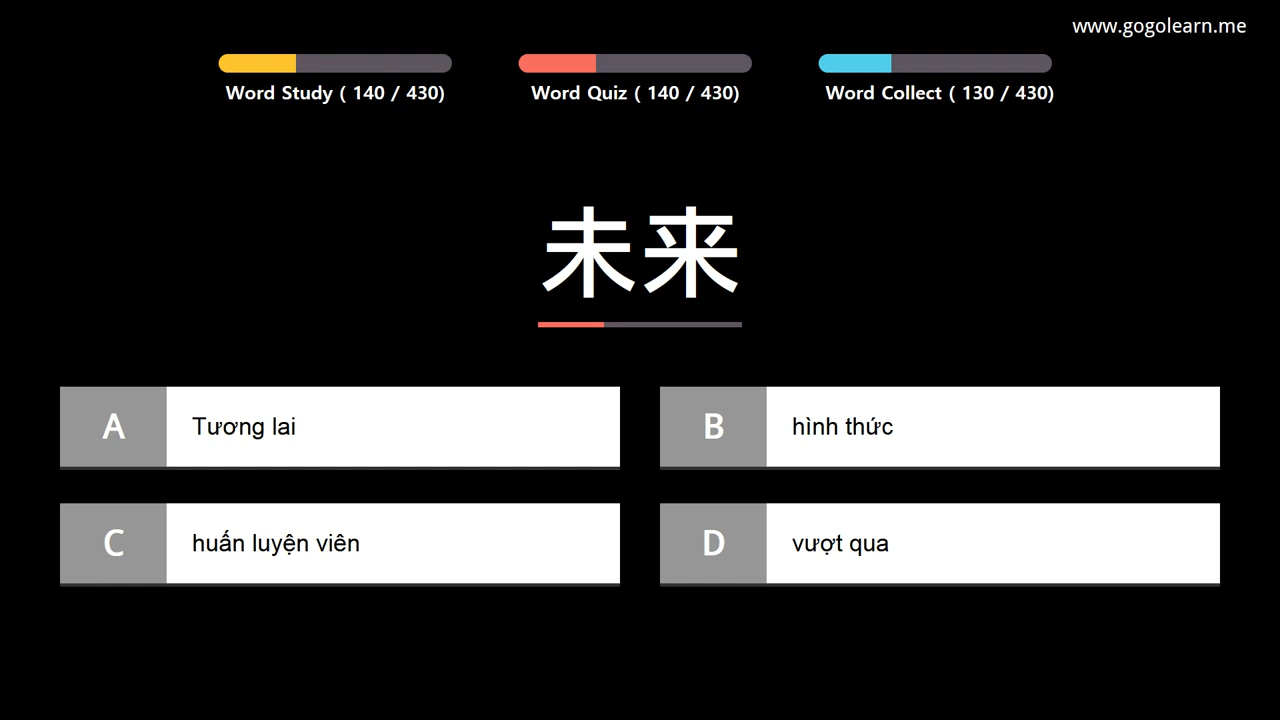 www.gogolearn.me
Word Study ( 140 / 430)
Word Quiz ( 140 / 430)
Word Collect ( 130 / 430)
未来
A Tương lai
B hình thức
C huấn luyện viên
D vượt qua